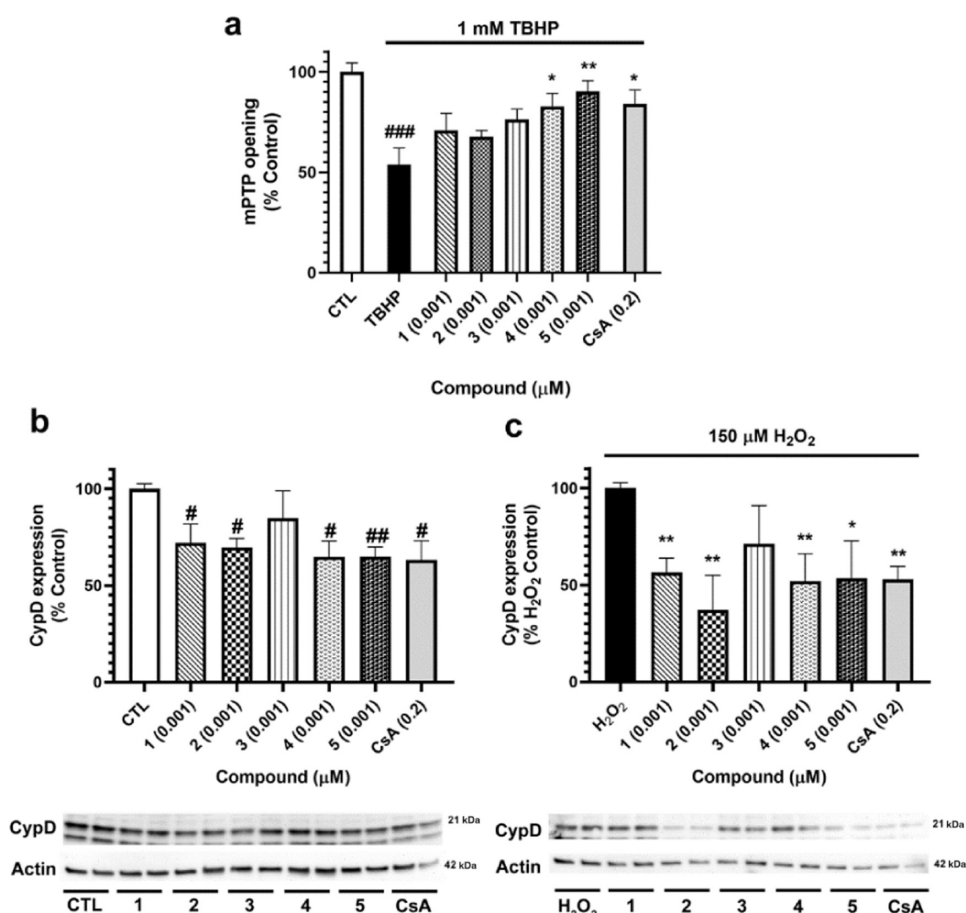 a
1 mM TBHP
mPTP opening
(% Control)
100
50
0
###
*
**
*
CTL
TBHP
1 (0.001)
2 (0.001)
3 (0.001)
4 (0.001)
5 (0.001)
CsA (0.2)
Compound (μM)
b
CypD expression
(% Control)
100
50
0
#
#
#
##
#
CTL
1 (0.001)
2 (0.001)
3 (0.001)
4 (0.001)
5 (0.001)
CsA (0.2)
Compound (μM)
CypD
21 kDa
Actin
42 kDa
CTL 1 2 3 4 5 CsA
c
150 μM H₂O₂
CypD expression
(% H₂O₂ Control)
100
50
0
**
**
**
*
**
H₂O₂
1 (0.001)
2 (0.001)
3 (0.001)
4 (0.001)
5 (0.001)
CsA (0.2)
Compound (μM)
CypD
21 kDa
Actin
42 kDa
H₂O₂ 1 2 3 4 5 CsA